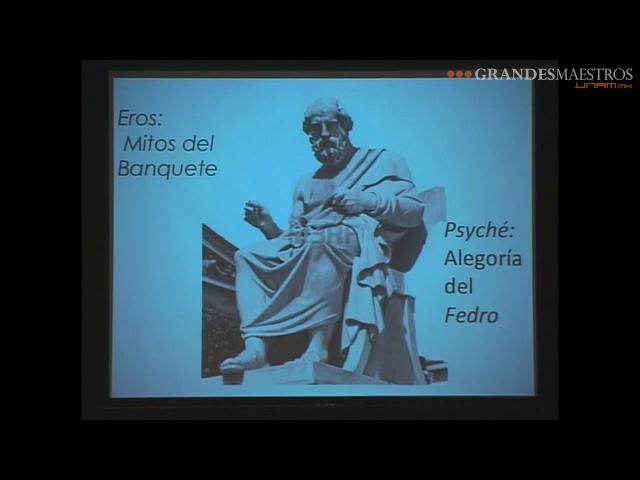 GRANDESMAESTROS
.UNAM.MX
Eros:
Mitos del
Banquete
Psyché:
Alegoría
del
Fedro